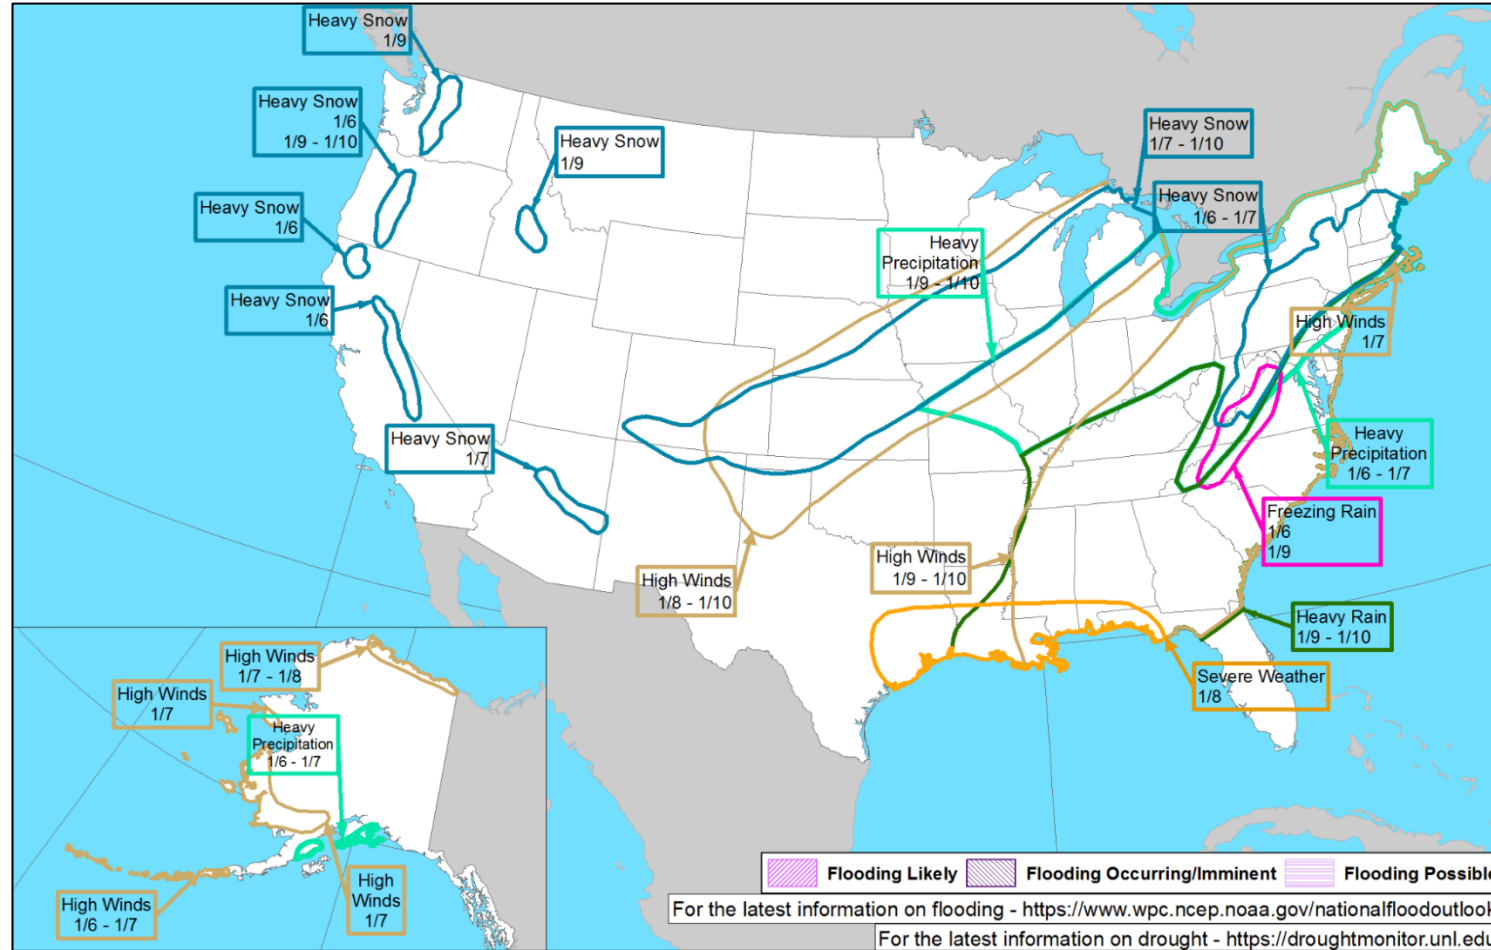 Heavy Snow
1/9
Heavy Snow
1/6
1/9 - 1/10
Heavy Snow
1/9
Heavy Snow
1/7 - 1/10
Heavy Snow
1/6 - 1/7
Heavy Snow
1/6
Heavy
Precipitation
1/9 - 1/10
Heavy Snow
1/6
High Winds
1/7
Heavy Snow
1/7
Heavy
Precipitation
1/6 - 1/7
Freezing Rain
1/6
1/9
High Winds
1/9 - 1/10
High Winds
1/8 - 1/10
Heavy Rain
1/9 - 1/10
Severe Weather
1/8
High Winds
1/7 - 1/8
High Winds
1/7
Heavy
Precipitation
1/6 - 1/7
High Winds
1/6 - 1/7
High
Winds
1/7
Flooding Likely
Flooding Occurring/Imminent
Flooding Possible
For the latest information on flooding - https://www.wpc.ncep.noaa.gov/nationalfloodoutlook
For the latest information on drought - https://droughtmonitor.unl.edu